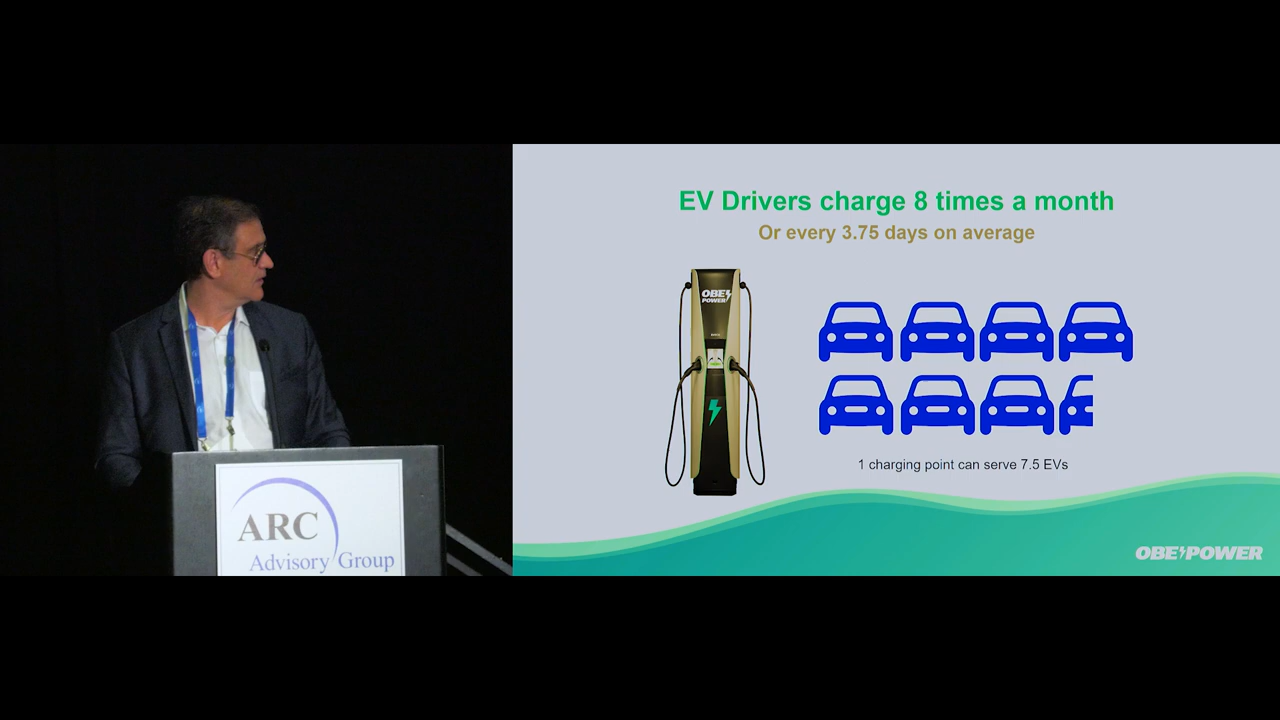 ARC
Advisory Group
EV Drivers charge 8 times a month
Or every 3.75 days on average
OBE
POWER
1 charging point can serve 7.5 EVs
OBE POWER